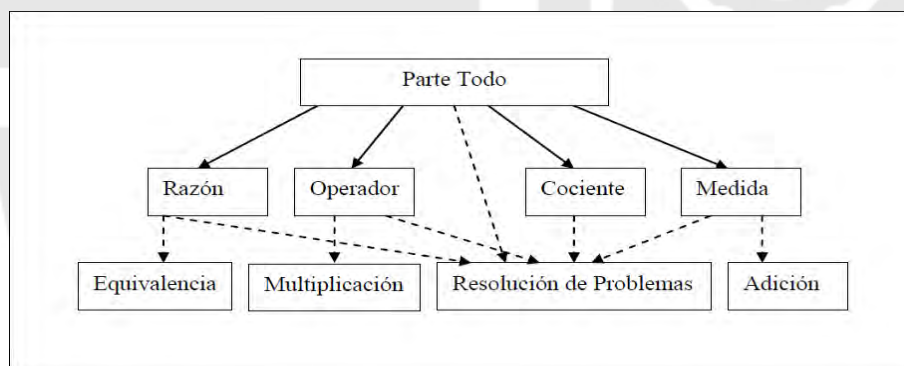 Parte Todo
Razón
Operador
Cociente
Medida
Equivalencia
Multiplicación
Resolución de Problemas
Adición